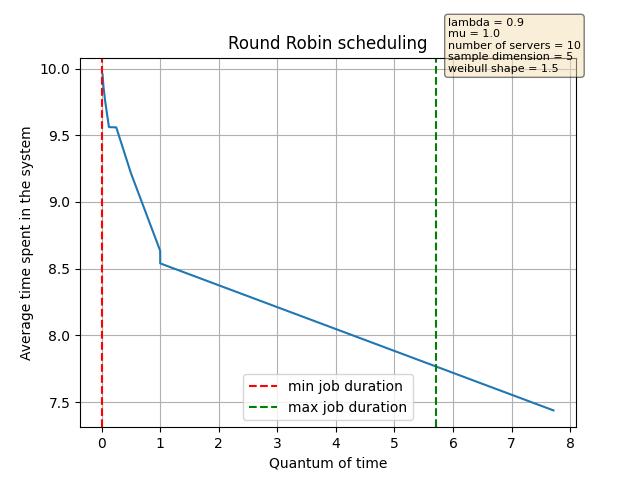 lambda = 0.9
mu = 1.0
number of servers = 10
sample dimension = 5
weibull shape = 1.5
Round Robin scheduling
Average time spent in the system
10.0
9.5
9.0
8.5
8.0
7.5
min job duration
max job duration
0 1 2 3 4 5 6 7 8
Quantum of time